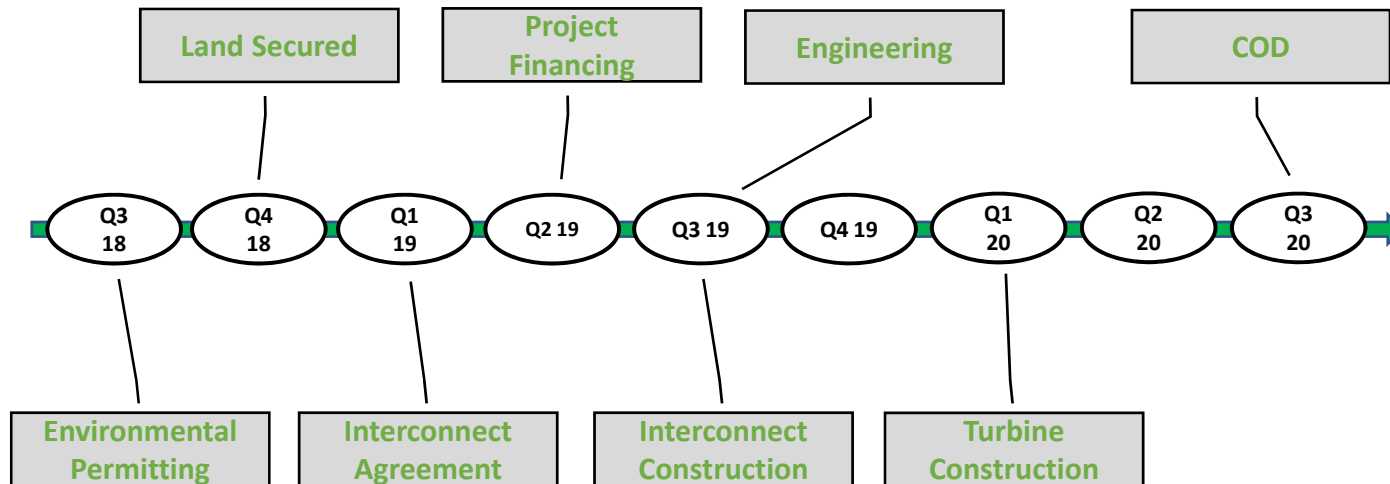 Land Secured
Project
Financing
Engineering
COD
Q3
18
Q4
18
Q1
19
Q2 19
Q3 19
Q4 19
Q1
20
Q2
20
Q3
20
Environmental
Permitting
Interconnect
Agreement
Interconnect
Construction
Turbine
Construction